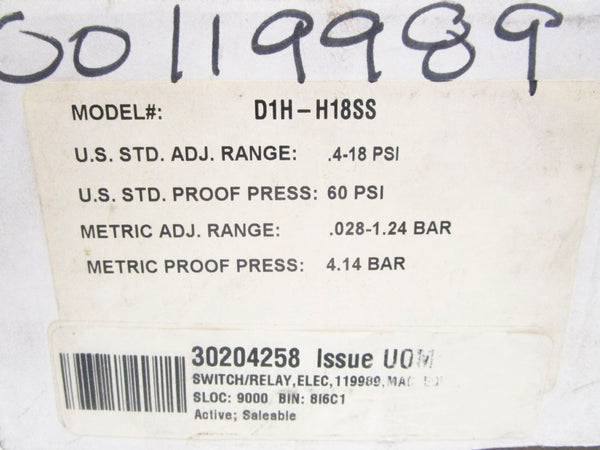 00119989
MODEL#: D1H-H18SS
U.S. STD. ADJ. RANGE: .4-18 PSI
U.S. STD. PROOF PRESS: 60 PSI
METRIC ADJ. RANGE: .028-1.24 BAR
METRIC PROOF PRESS: 4.14 BAR
30204258 Issue UOM
SWITCH/RELAY,ELEC,119989,
SLOC: 9000 BIN: 8I6C1
Active; Saleable